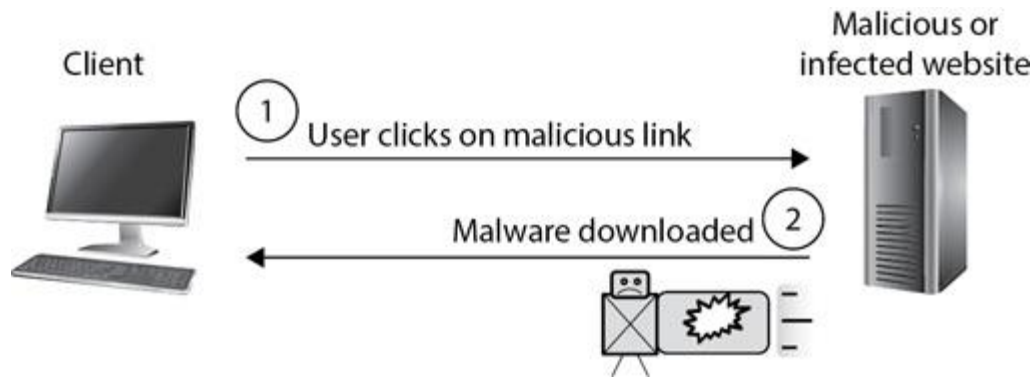 Client
Malicious or
infected website
1
User clicks on malicious link
Malware downloaded
2